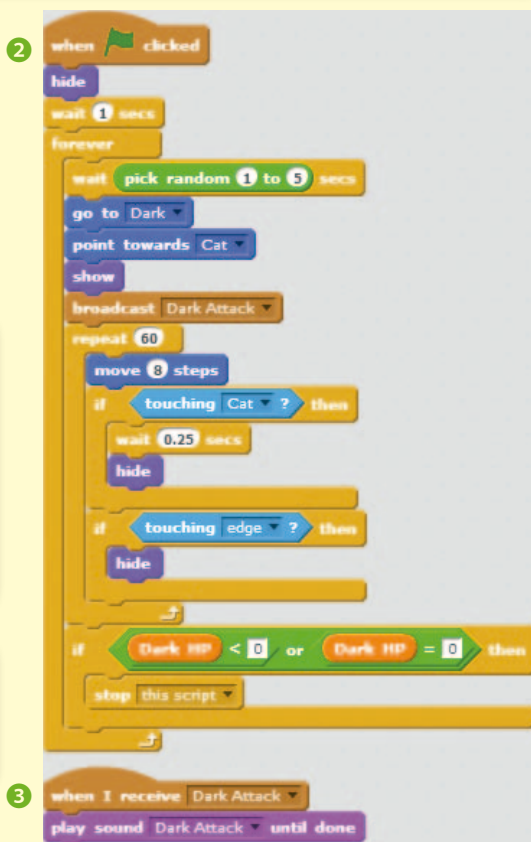 2
when clicked
hide
wait 1 secs
forever
wait pick random 1 to 5 secs
go to Dark
point towards Cat
show
broadcast Dark Attack
repeat 60
move 8 steps
if touching Cat ? then
wait 0.25 secs
hide
if touching edge ? then
hide
if Dark HP < 0 or Dark HP = 0 then
stop this script
3
when I receive Dark Attack
play sound Dark Attack until done